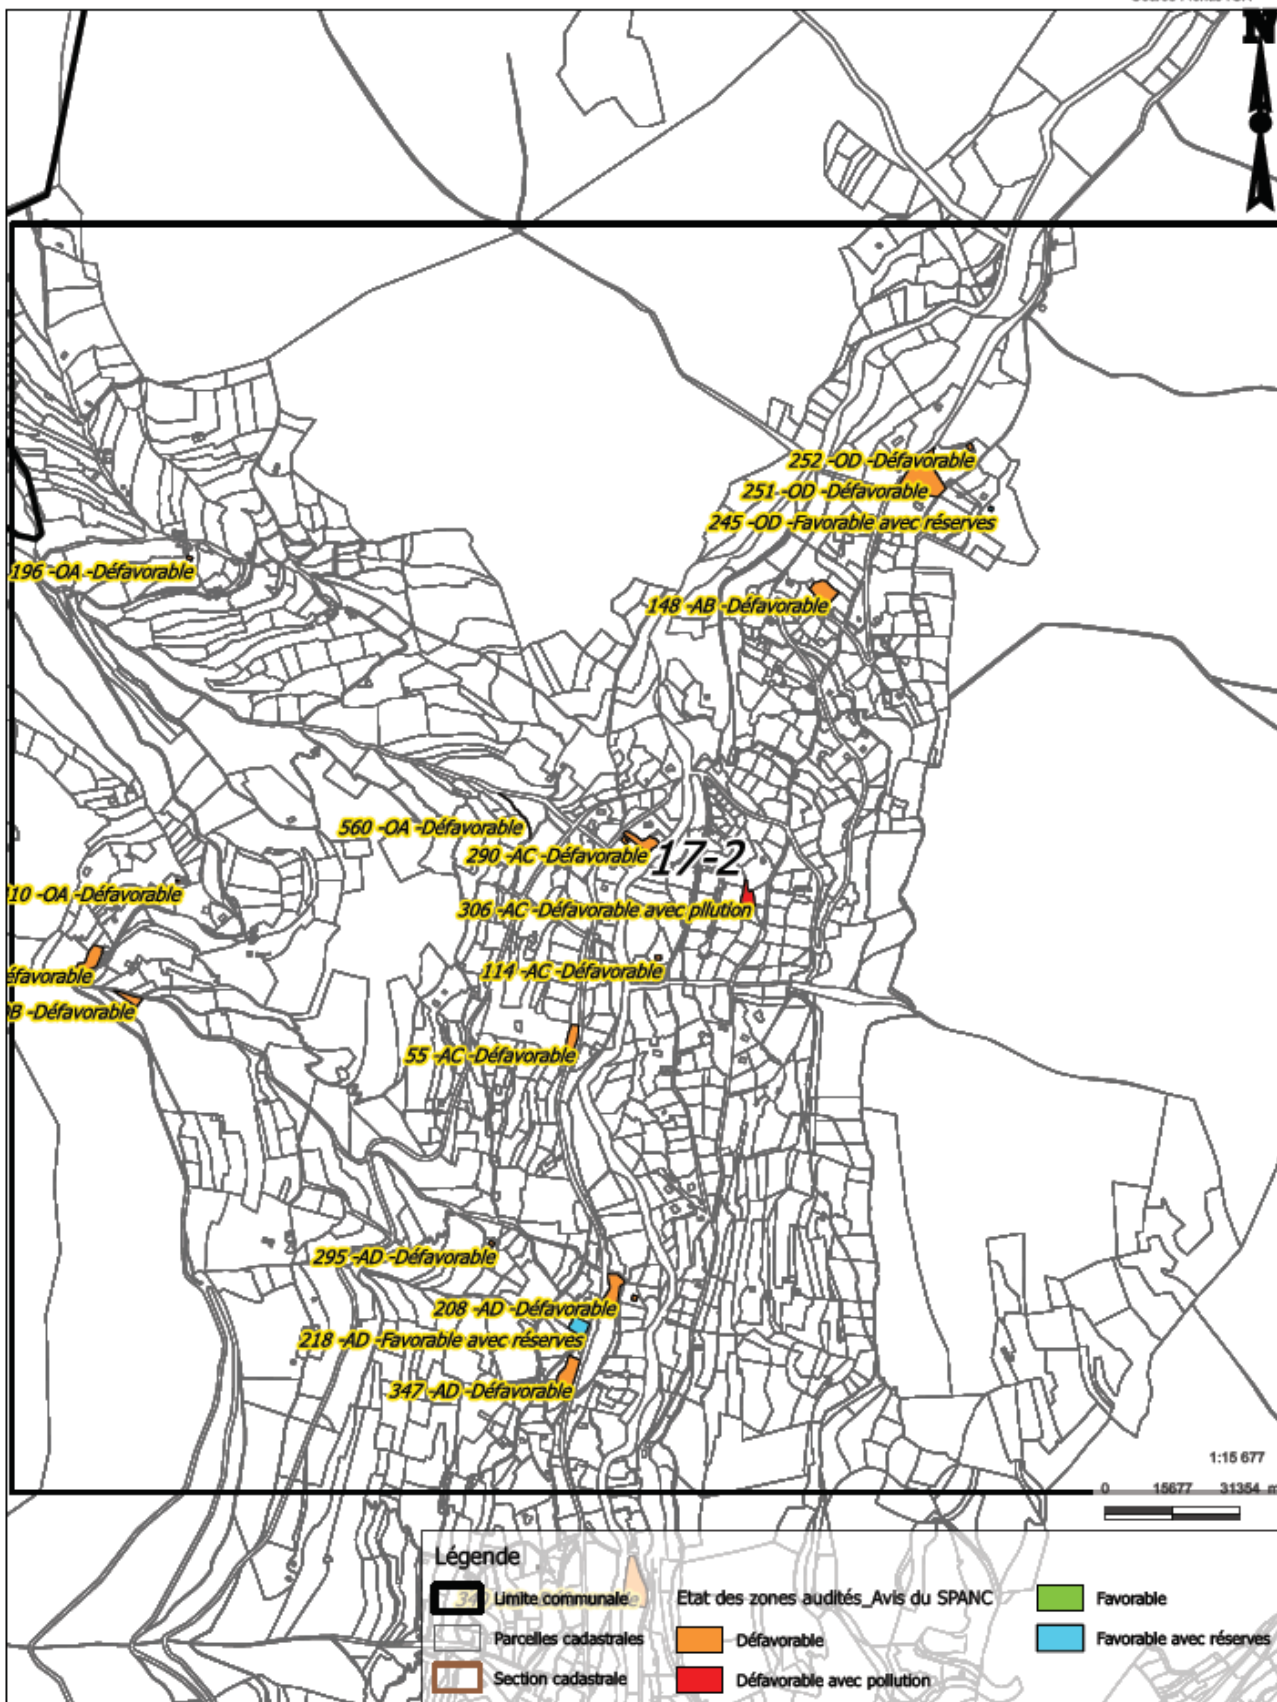 N
252 -OD -Défavorable
251 -OD -Défavorable
245 -OD -Favorable avec réserves
196 -OA -Défavorable
148 -AB -Défavorable
560 -OA -Défavorable
290 -AC -Défavorable
17-2
10 -OA -Défavorable
306 -AC -Défavorable avec pllution
114 -AC -Défavorable
éfavorable
B -Défavorable
55 -AC -Défavorable
295 -AD -Défavorable
208 -AD -Défavorable
218 -AD -Favorable avec réserves
347 -AD -Défavorable
1:15 677
0 15677 31354 m
Légende
Limite communale
Etat des zones audités_Avis du SPANC
Favorable
Parcelles cadastrales
Défavorable
Favorable avec réserves
Section cadastrale
Défavorable avec pollution